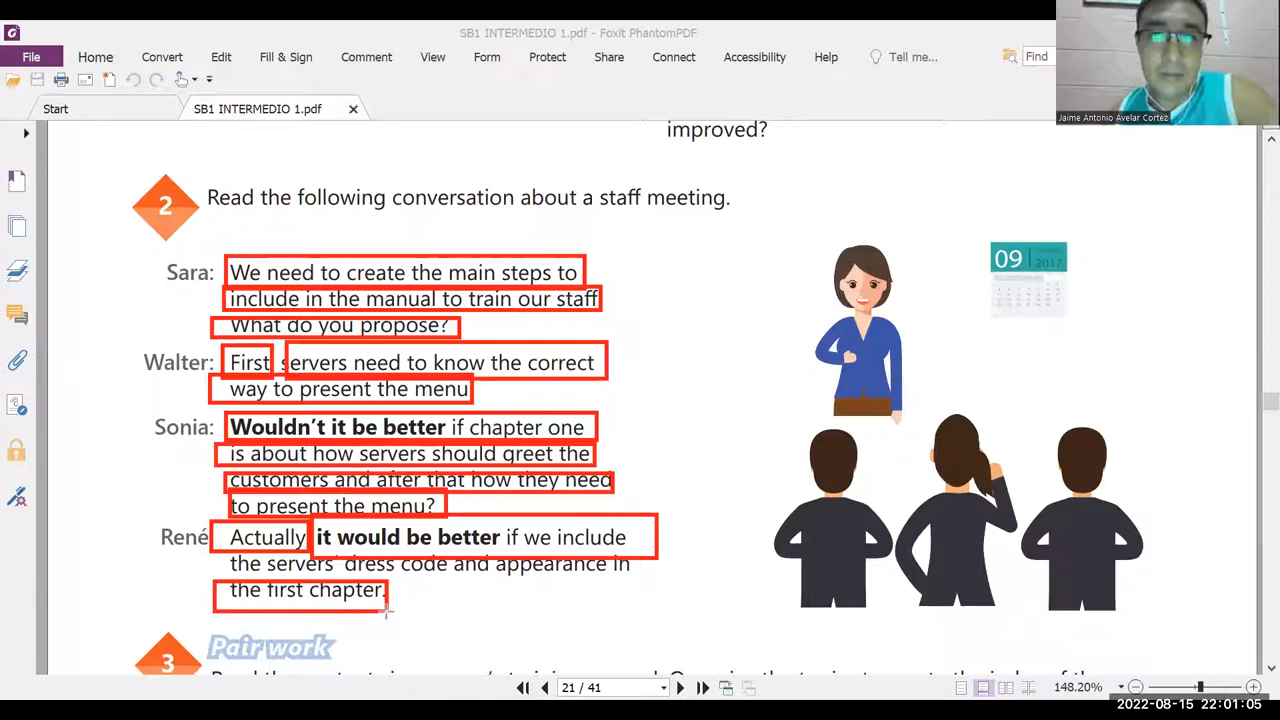 SB1 INTERMEDIO 1.pdf - Foxit PhantomPDF
File Home Convert Edit Fill & Sign Comment View Form Protect Share Connect Accessibility Help Tell me... Find
Jaime Antonio Avelar Cortez
Start SB1 INTERMEDIO 1.pdf
improved?
2 Read the following conversation about a staff meeting.
09 2017
Sara: We need to create the main steps to
include in the manual to train our staff
What do you propose?
Walter: First servers need to know the correct
way to present the menu
Sonia: Wouldn't it be better if chapter one
is about how servers should greet the
customers and after that how they need
to present the menu?
René Actually it would be better if we include
the servers' dress code and appearance in
the first chapter.
3 Pair work
21 / 41
148.20%
2022-08-15 22:01:05